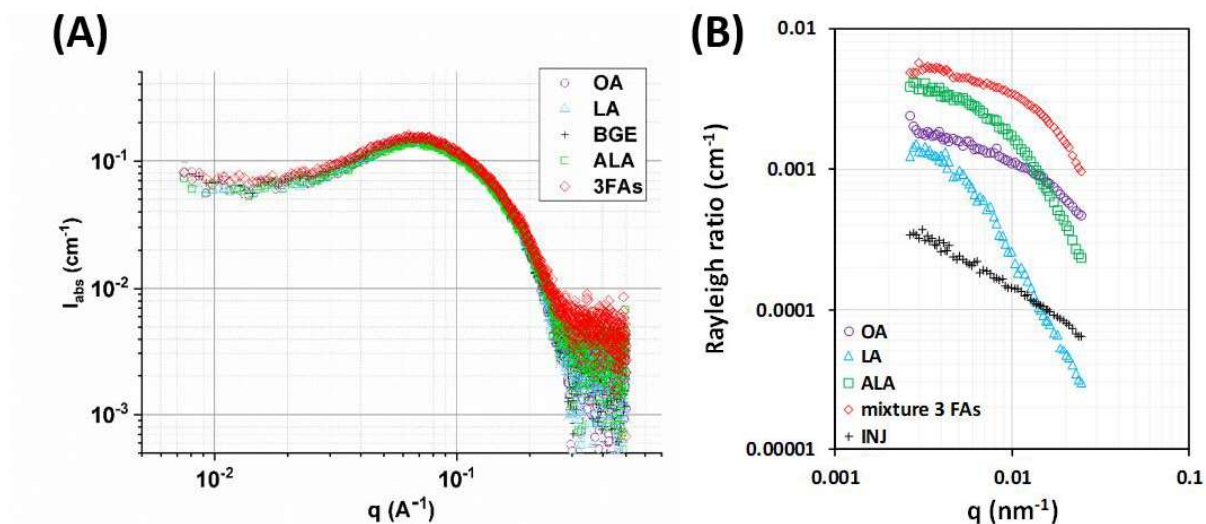 (A)
OA
LA
BGE
ALA
3FAs
10⁻¹
10⁻²
10⁻³
I_abs (cm⁻¹)
10⁻²
10⁻¹
q (A⁻¹)
(B)
0.01
0.001
0.0001
0.00001
Rayleigh ratio (cm⁻¹)
OA
LA
ALA
mixture 3 FAs
INJ
0.001
0.01
0.1
q (nm⁻¹)